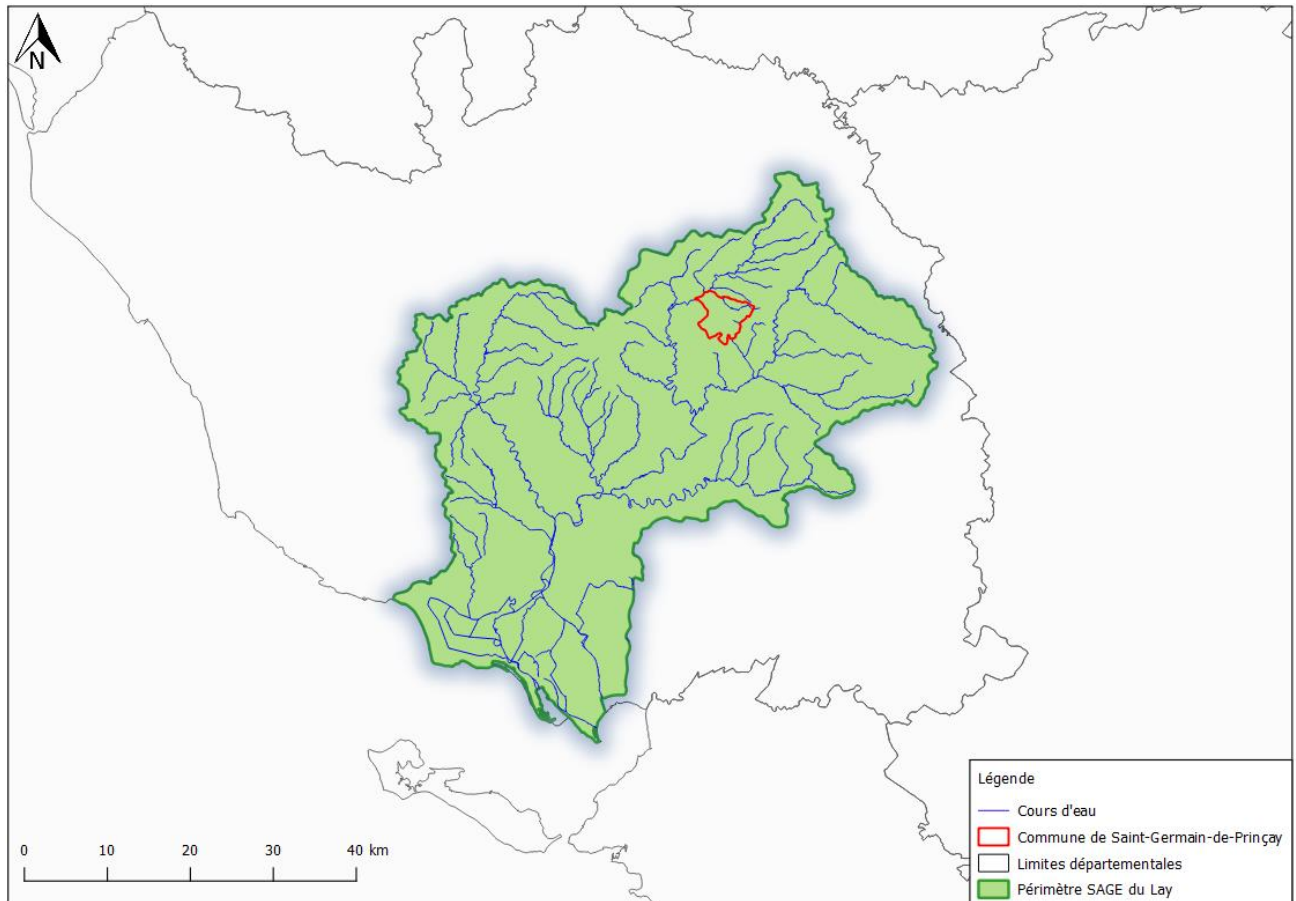 N
0 10 20 30 40 km
Légende
Cours d'eau
Commune de Saint-Germain-de-Prinçay
Limites départementales
Périmètre SAGE du Lay